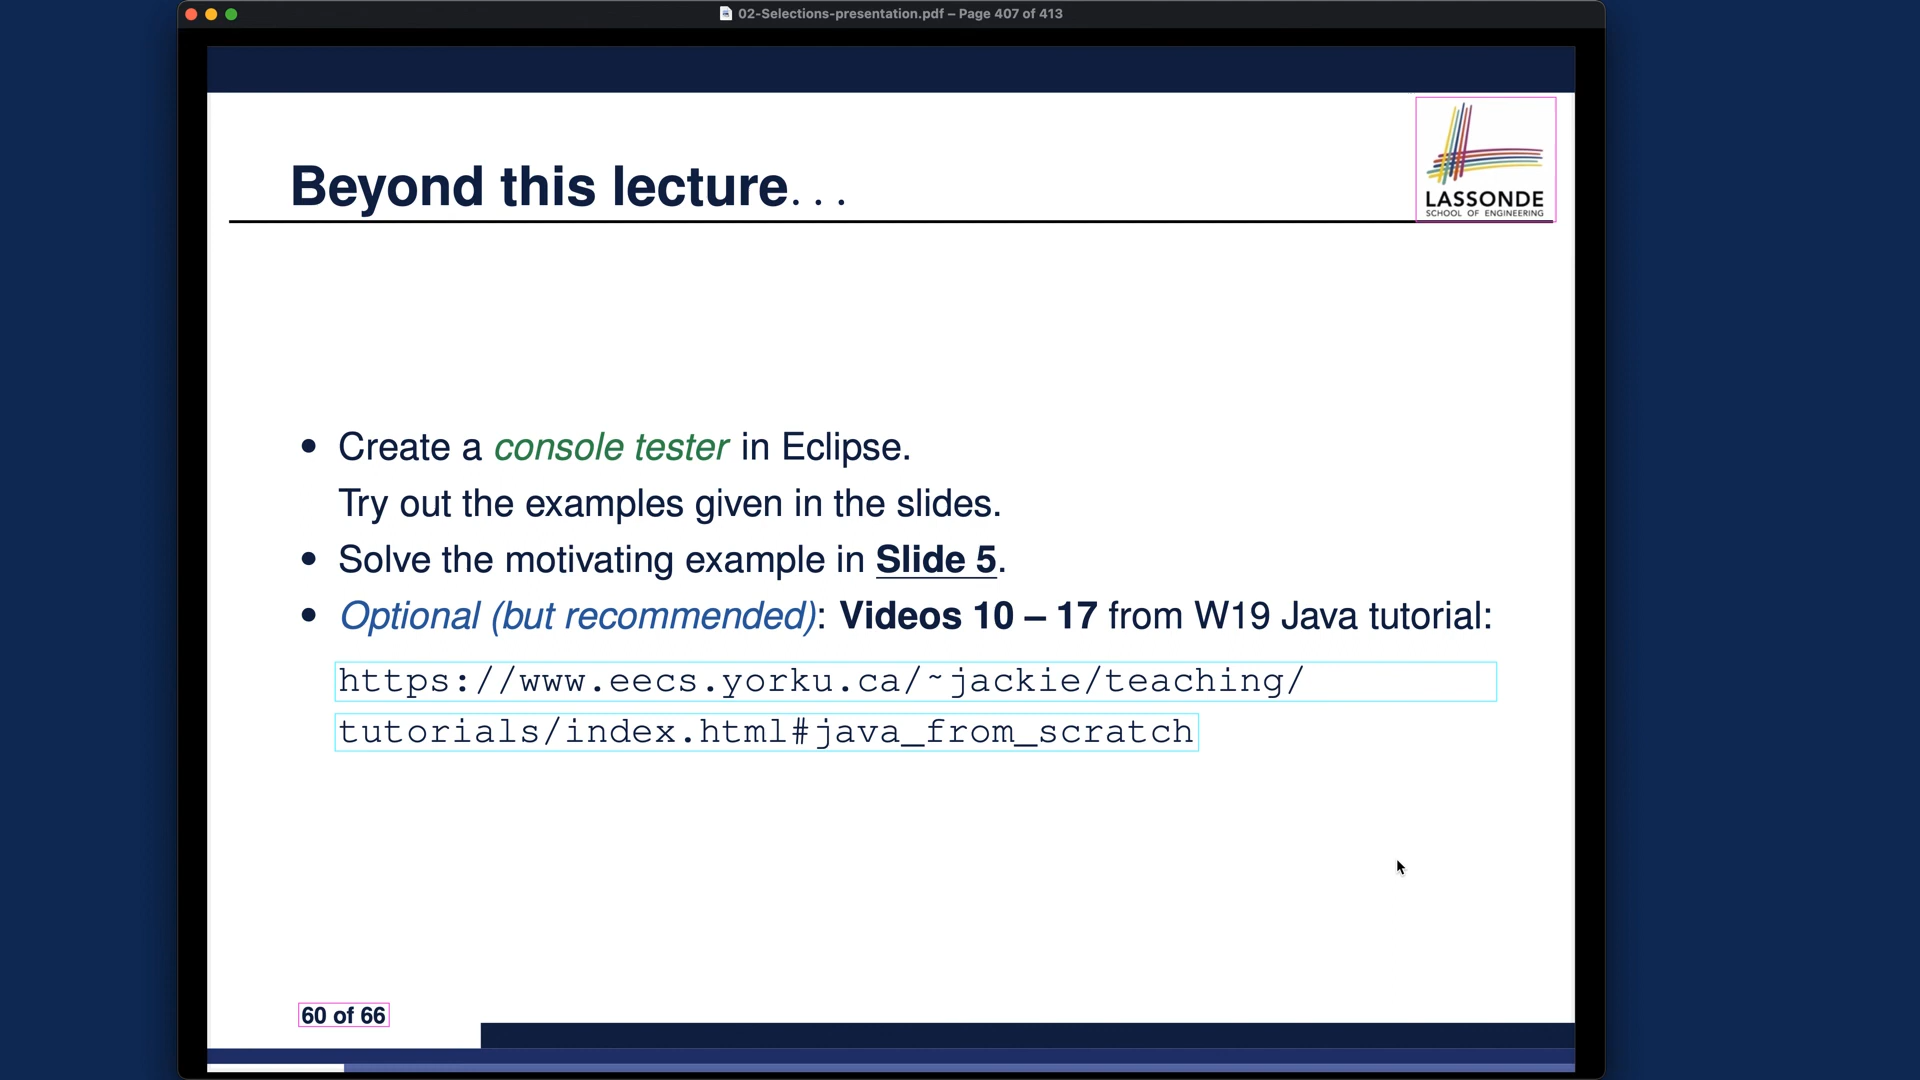 02-Selections-presentation.pdf – Page 407 of 413
LASSONDE
SCHOOL OF ENGINEERING
Beyond this lecture. . .
• Create a console tester in Eclipse.
Try out the examples given in the slides.
• Solve the motivating example in Slide 5.
• Optional (but recommended): Videos 10 – 17 from W19 Java tutorial:
https://www.eecs.yorku.ca/~jackie/teaching/
tutorials/index.html#java_from_scratch
60 of 66